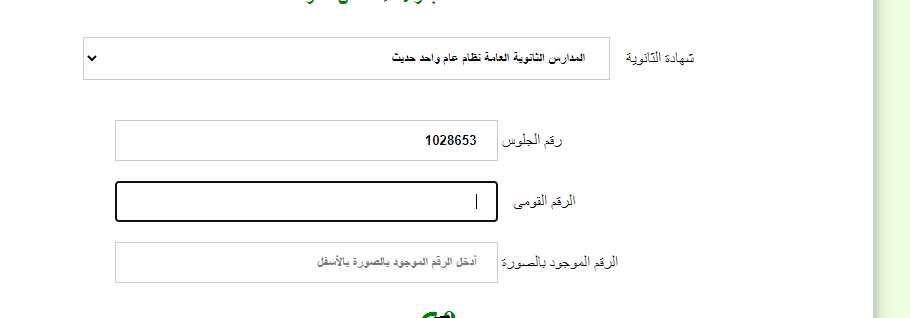 شهادة الثانوية المدارس الثانوية العامة نظام عام واحد حديث
رقم الجلوس 1028653
الرقم القومى
الرقم الموجود بالصورة أدخل الرقم الموجود بالصورة بالأسفل